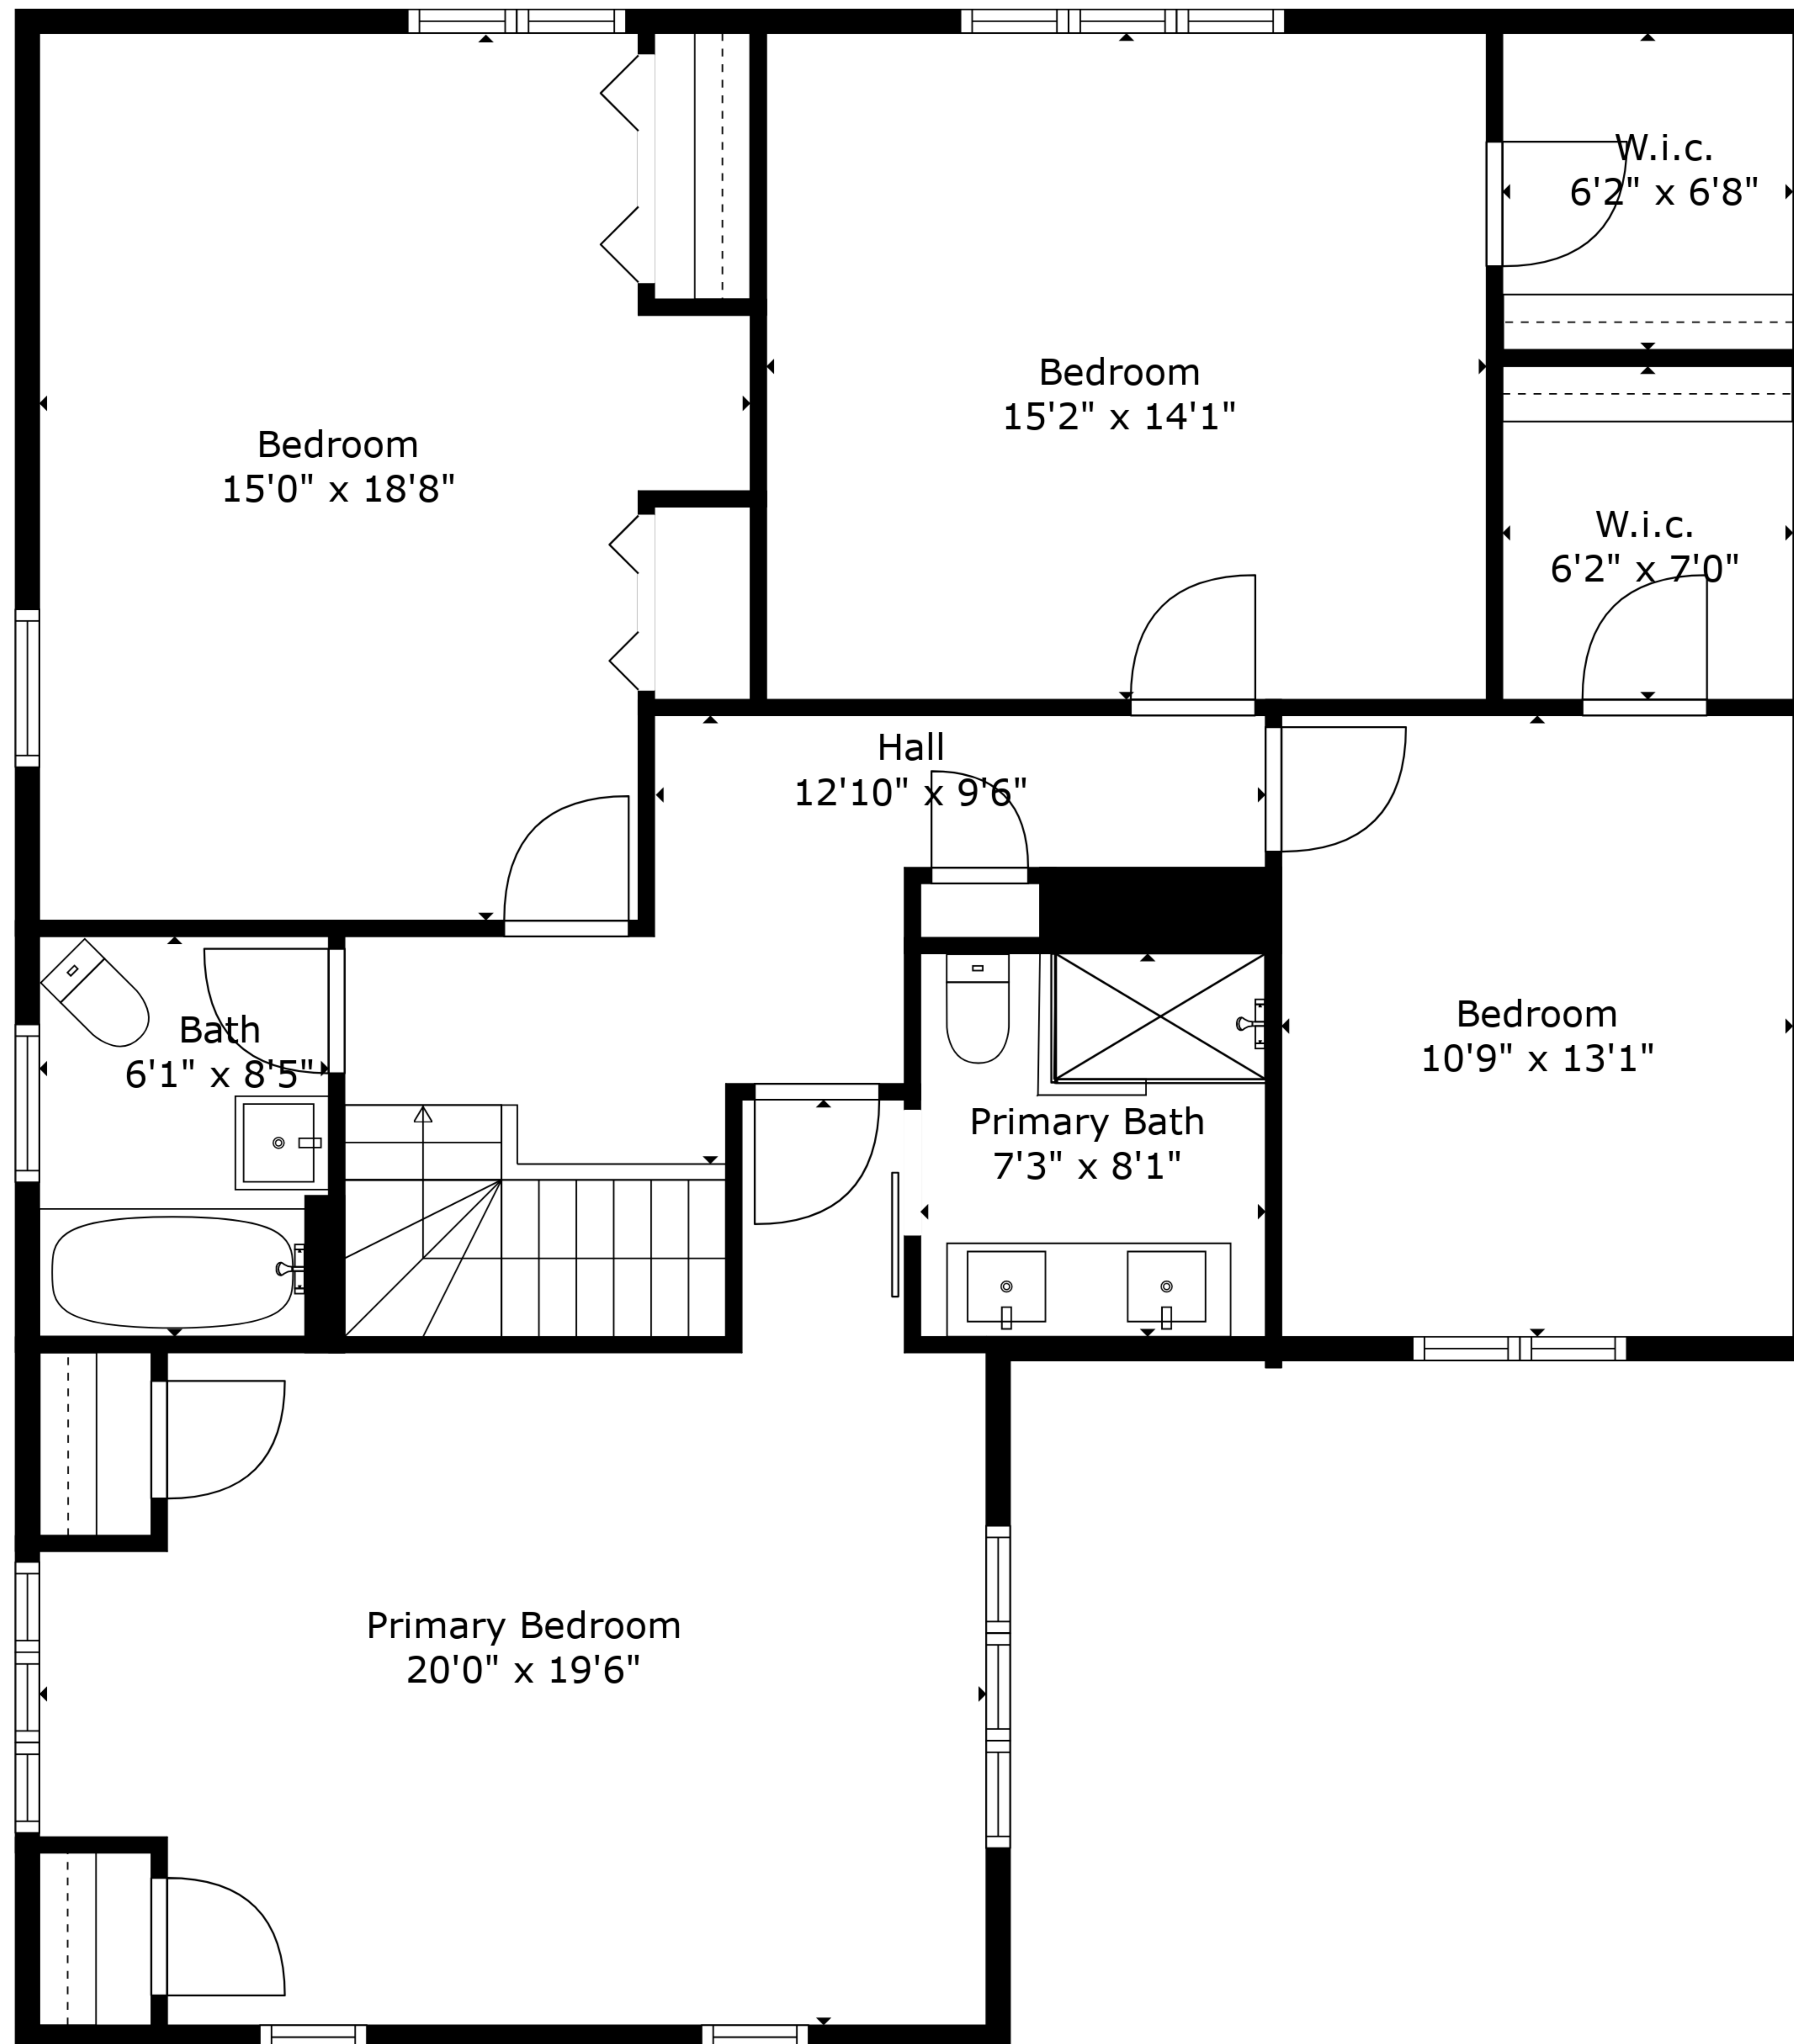 W.i.c.
6'2" x 6'8"
Bedroom
15'2" x 14'1"
Bedroom
15'0" x 18'8"
W.i.c.
6'2" x 7'0"
Hall
12'10" x 9'6"
Bath
6'1" x 8'5"
Bedroom
10'9" x 13'1"
Primary Bath
7'3" x 8'1"
Primary Bedroom
20'0" x 19'6"